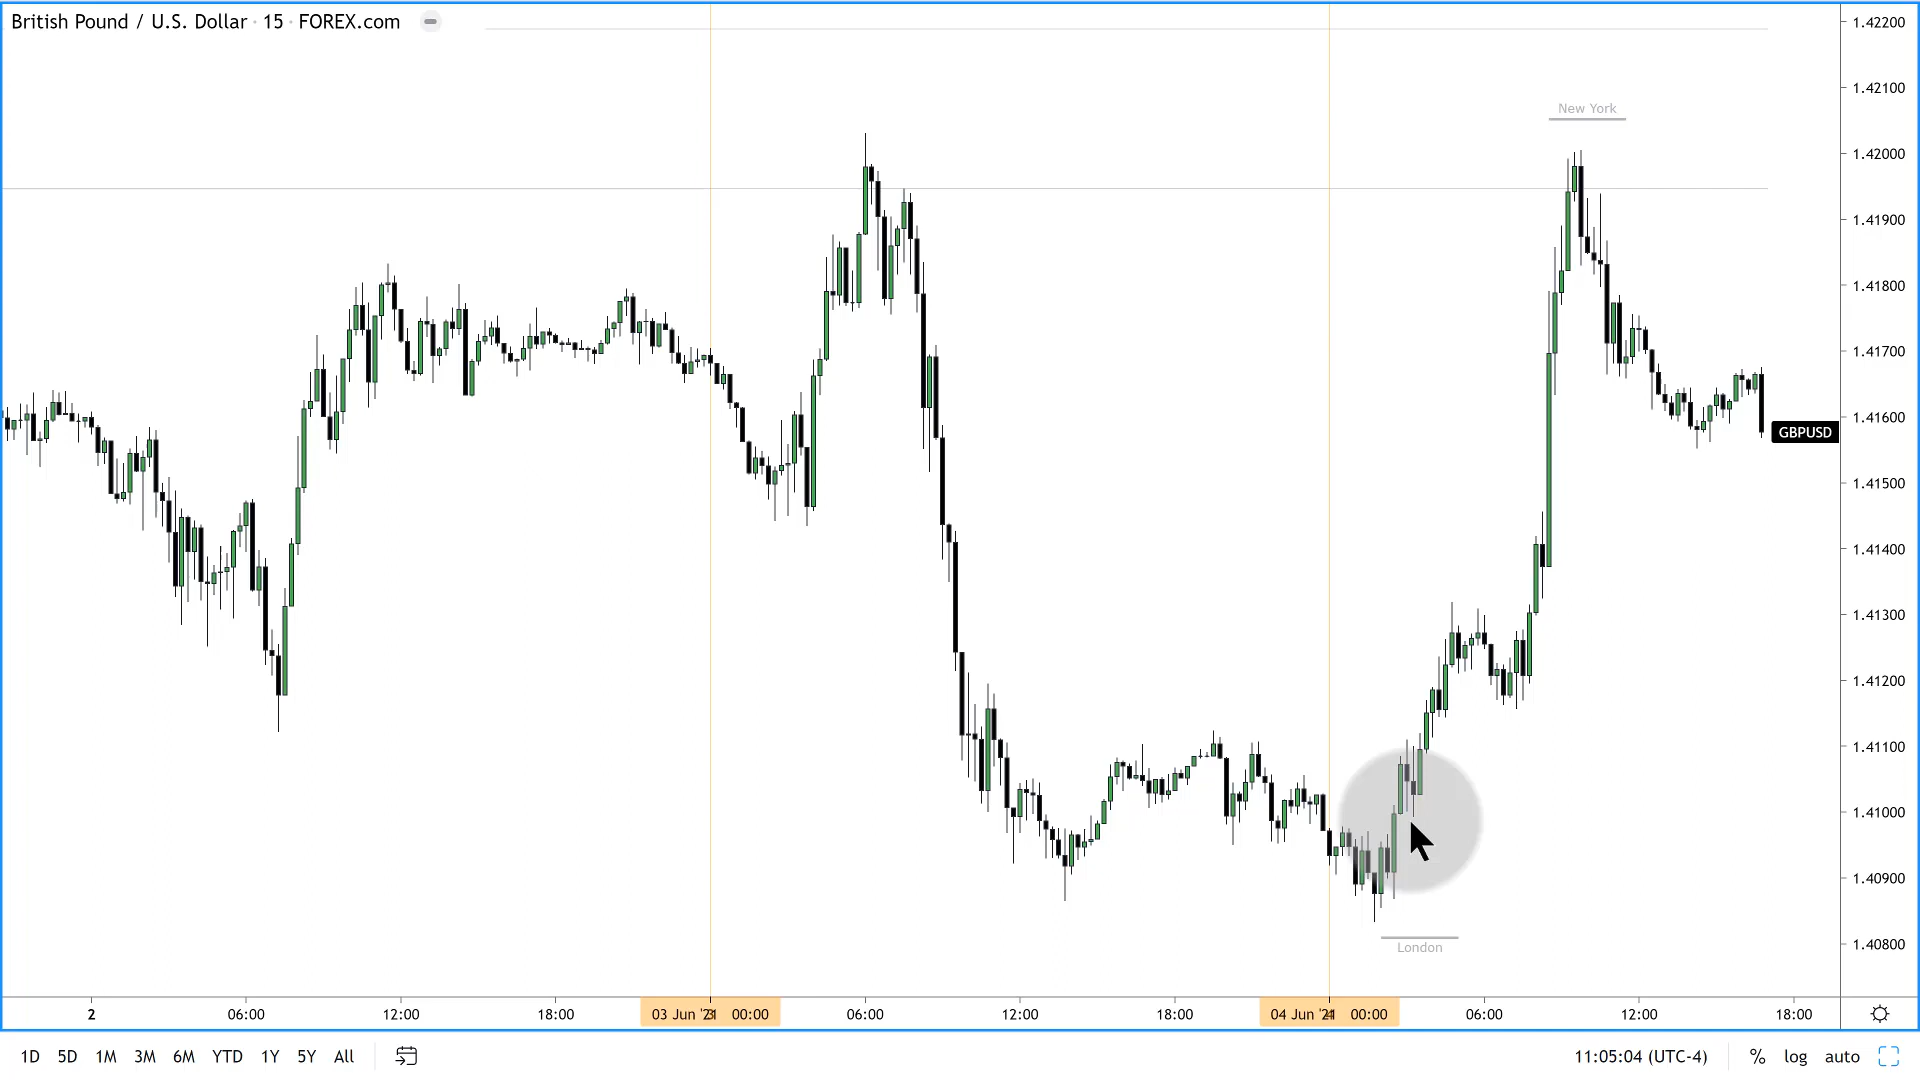 British Pound / U.S. Dollar · 15 · FOREX.com
1.42200
1.42100
New York
1.42000
1.41900
1.41800
1.41700
1.41600
GBPUSD
1.41500
1.41400
1.41300
1.41200
1.41100
1.41000
1.40900
1.40800
London
2 06:00 12:00 18:00 03 Jun '21 00:00 06:00 12:00 18:00 04 Jun '21 00:00 06:00 12:00 18:00
1D 5D 1M 3M 6M YTD 1Y 5Y All 11:05:04 (UTC-4) % log auto